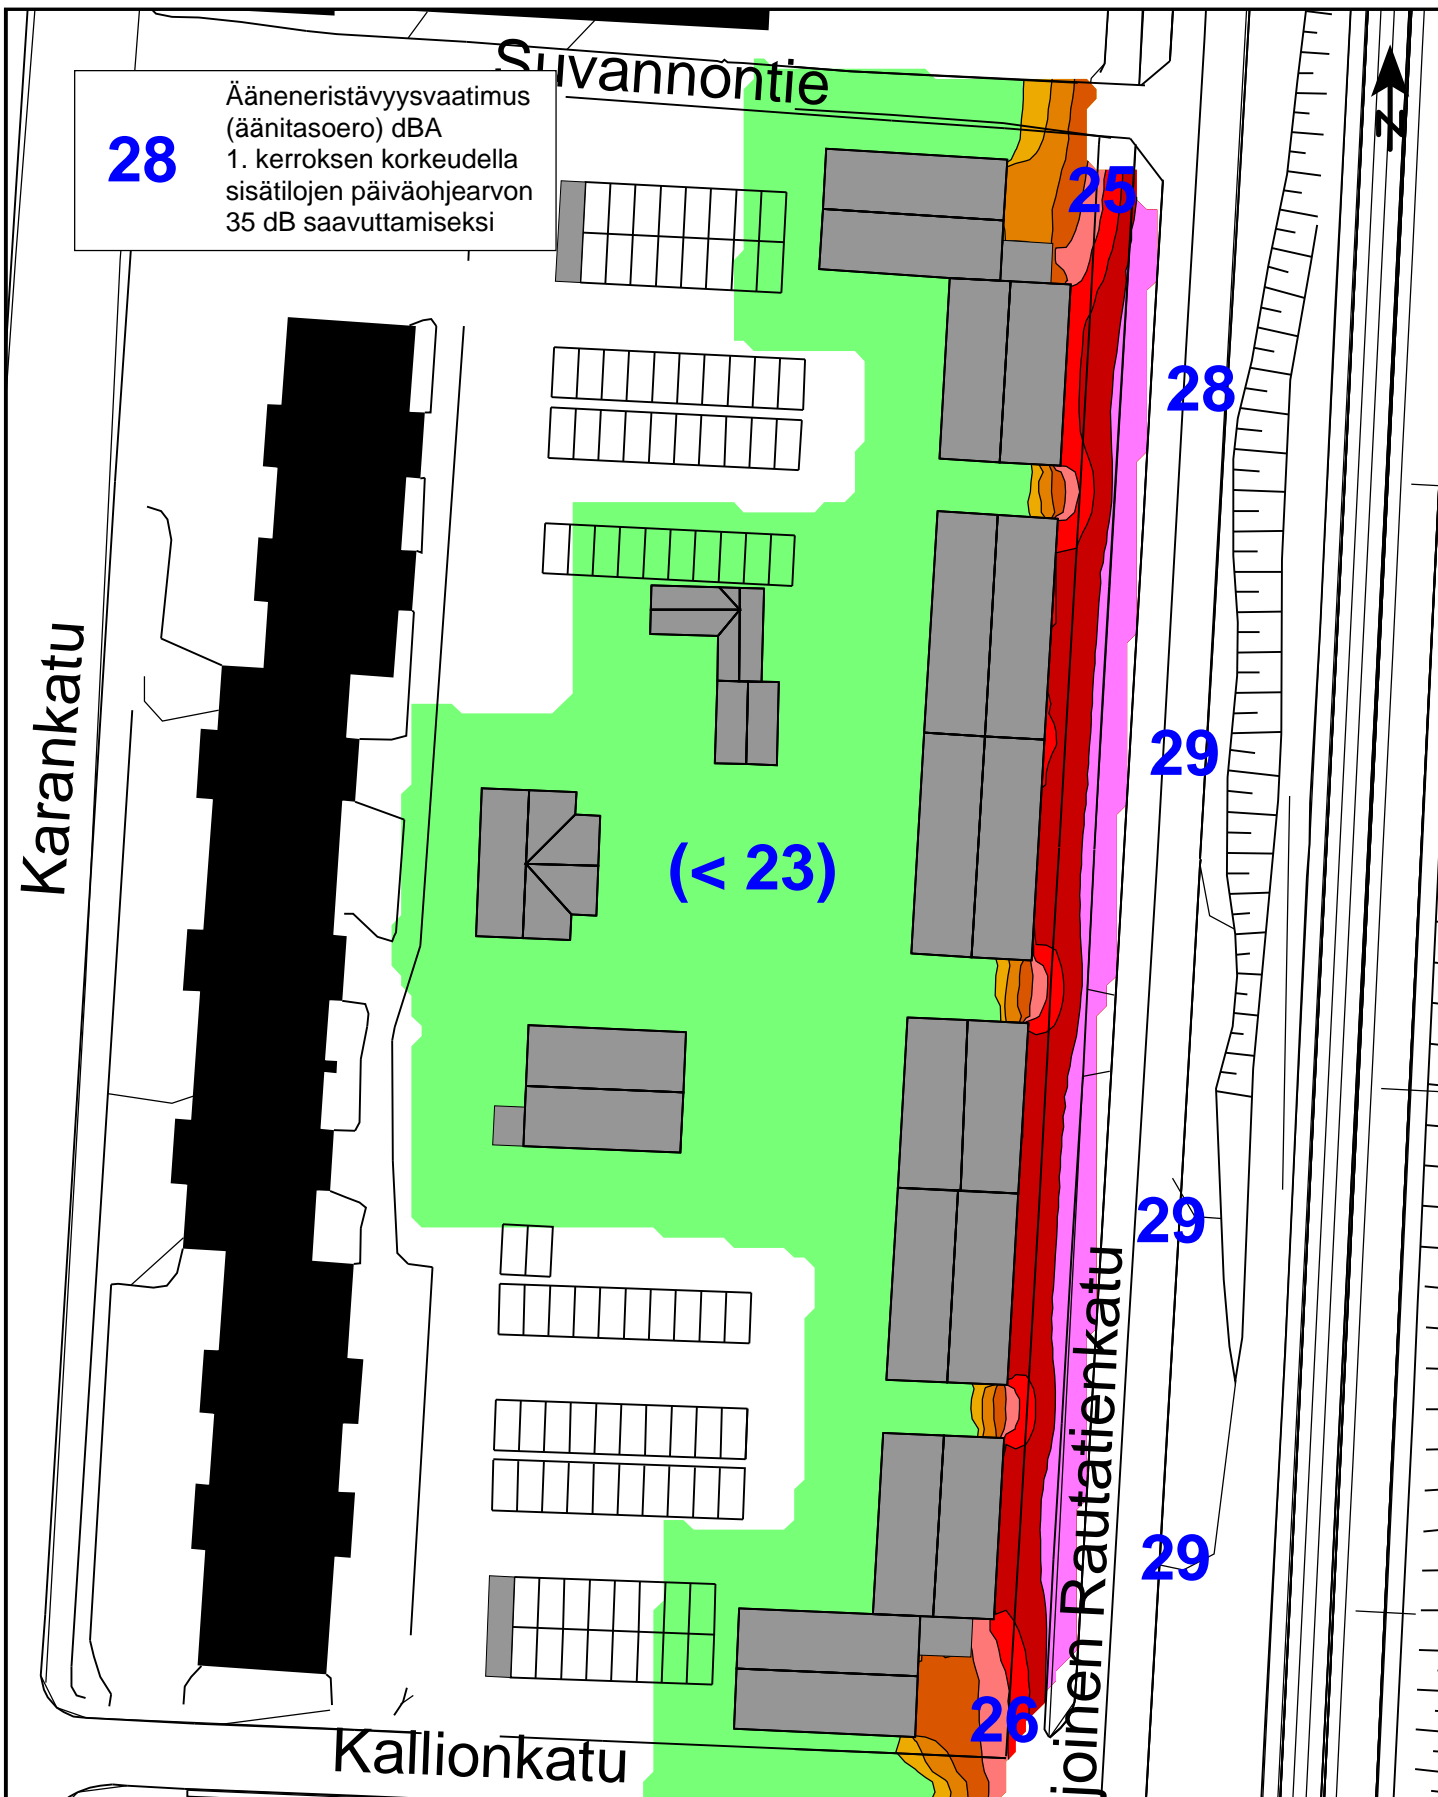 Suvannontie
N
28
Ääneneristävyysvaatimus
(äänitasoero) dBA
1. kerroksen korkeudella
sisätilojen päiväohjearvon
35 dB saavuttamiseksi
25
28
29
Karankatu
(< 23)
29
joinen Rautatienkatu
29
26
Kallionkatu